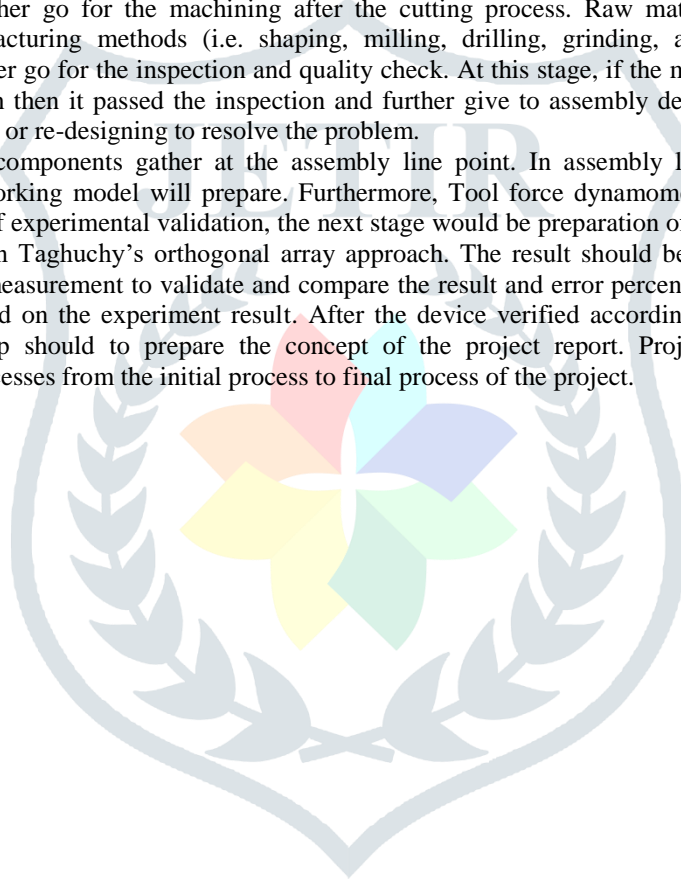 her go for the machining after the cutting process. Raw mat
acturing methods (i.e. shaping, milling, drilling, grinding, a
er go for the inspection and quality check. At this stage, if the m
n then it passed the inspection and further give to assembly de
or re-designing to resolve the problem.
components gather at the assembly line point. In assembly l
orking model will prepare. Furthermore, Tool force dynamom
f experimental validation, the next stage would be preparation o
n Taghuchy's orthogonal array approach. The result should be
measurement to validate and compare the result and error percen
d on the experiment result. After the device verified accordin
p should to prepare the concept of the project report. Proj
cesses from the initial process to final process of the project.
JETIR